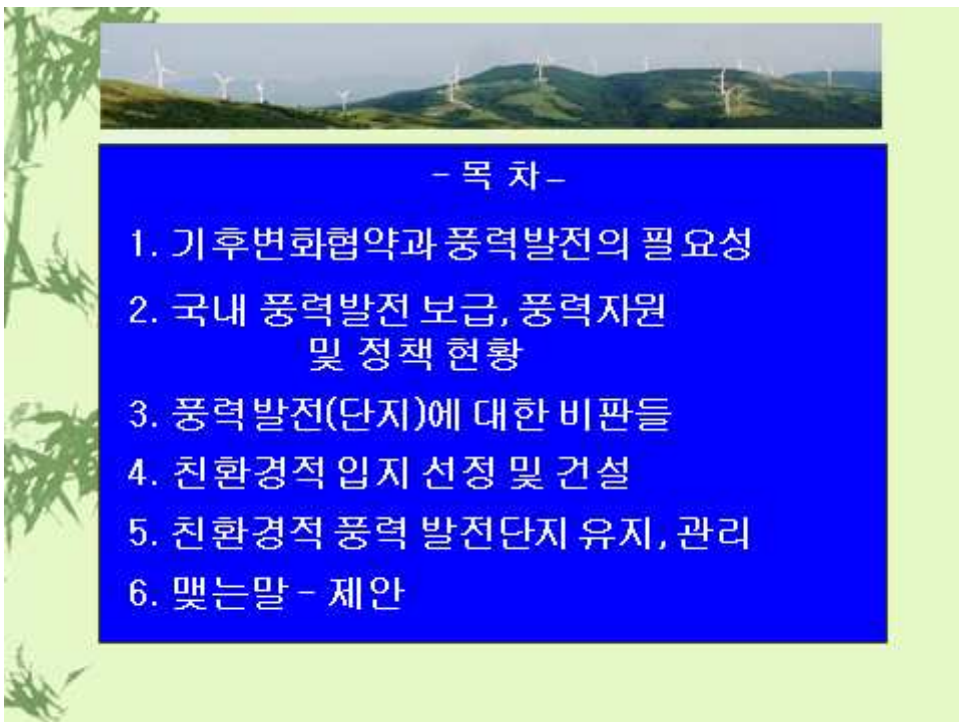 - 목 차 -
1. 기후변화협약과 풍력발전의 필요성
2. 국내 풍력발전 보급, 풍력자원
및 정책 현황
3. 풍력발전(단지)에 대한 비판들
4. 친환경적 입지 선정 및 건설
5. 친환경적 풍력 발전단지 유지, 관리
6. 맺는말 - 제안